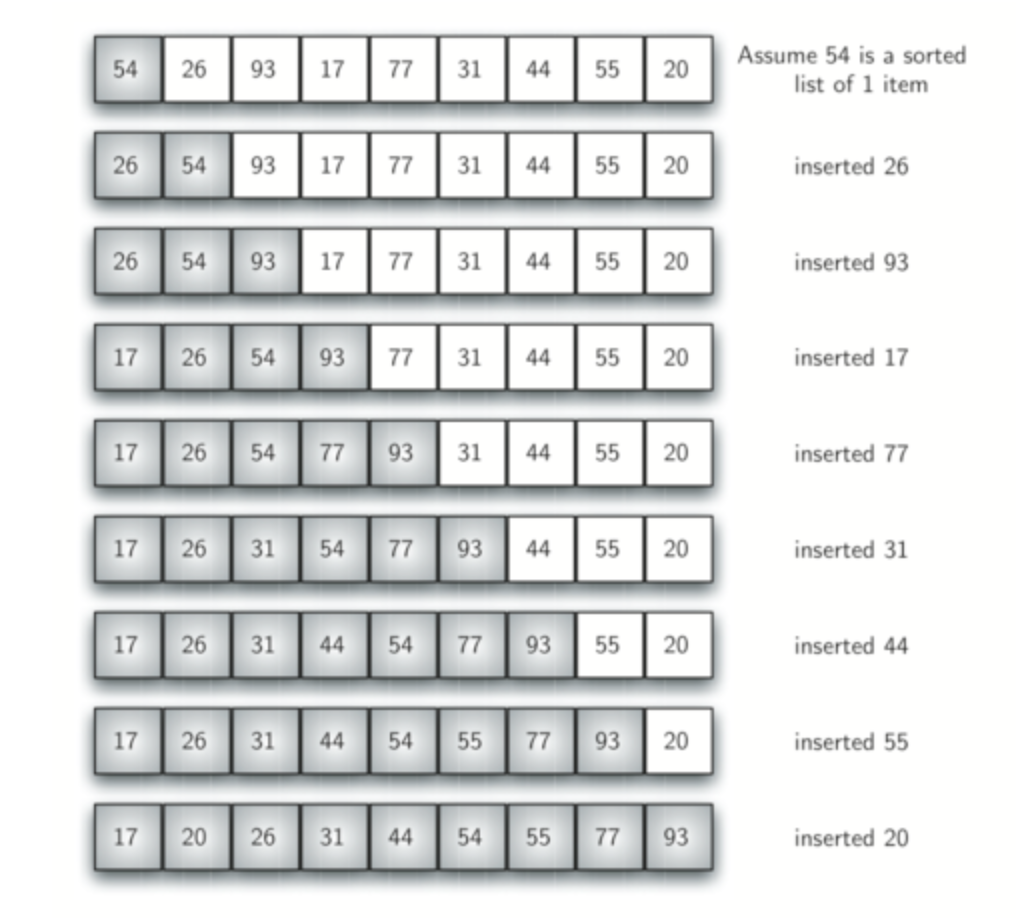 54 26 93 17 77 31 44 55 20 Assume 54 is a sorted
list of 1 item
26 54 93 17 77 31 44 55 20 inserted 26
26 54 93 17 77 31 44 55 20 inserted 93
17 26 54 93 77 31 44 55 20 inserted 17
17 26 54 77 93 31 44 55 20 inserted 77
17 26 31 54 77 93 44 55 20 inserted 31
17 26 31 44 54 77 93 55 20 inserted 44
17 26 31 44 54 55 77 93 20 inserted 55
17 20 26 31 44 54 55 77 93 inserted 20